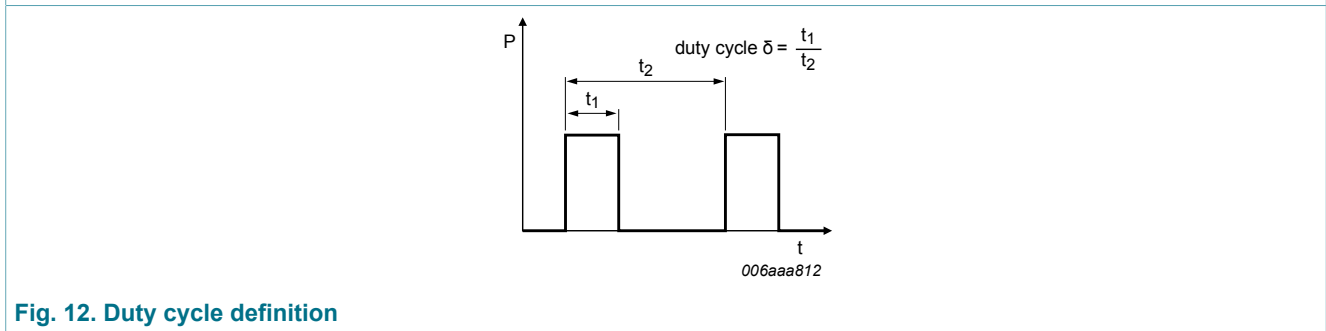 P
duty cycle δ = t1
t2
t2
t1
t
006aaa812
Fig. 12. Duty cycle definition